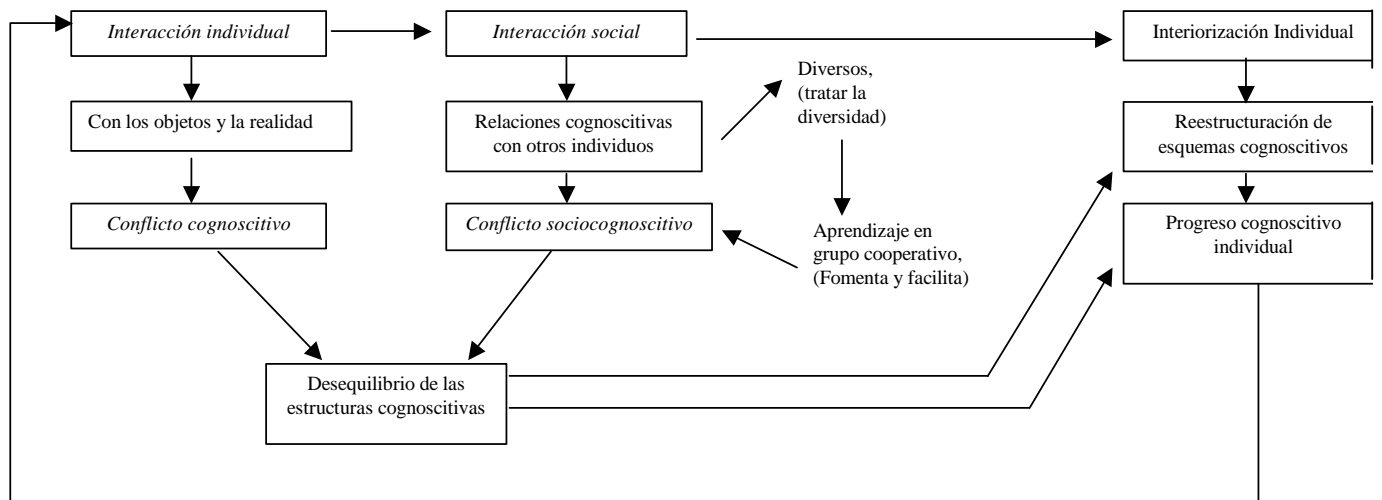 Interacción individual
Interacción social
Interiorización Individual
Con los objetos y la realidad
Relaciones cognoscitivas
con otros individuos
Diversos,
(tratar la
diversidad)
Reestructuración de
esquemas cognoscitivos
Conflicto cognoscitivo
Conflicto sociocognoscitivo
Aprendizaje en
grupo cooperativo,
(Fomenta y facilita)
Progreso cognoscitivo
individual
Desequilibrio de las
estructuras cognoscitivas